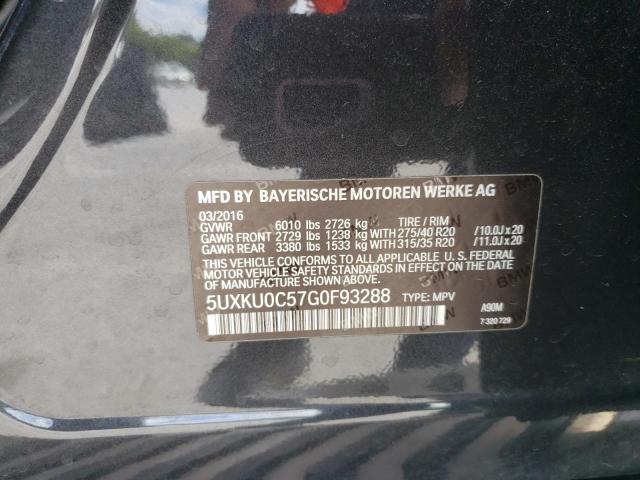 MFD BY BAYERISCHE MOTOREN WERKE AG
03/2016
GVWR 6010 lbs 2726 kg TIRE / RIM
GAWR FRONT 2729 lbs 1238 kg WITH 275/40 R20 /10.0J x 20
GAWR REAR 3380 lbs 1533 kg WITH 315/35 R20 /11.0J x 20
THIS VEHICLE CONFORMS TO ALL APPLICABLE U. S. FEDERAL
MOTOR VEHICLE SAFETY STANDARDS IN EFFECT ON THE DATE
OF MANUFACTURE SHOWN ABOVE.
5UXKU0C57G0F93288 TYPE: MPV A90M
7 320 729